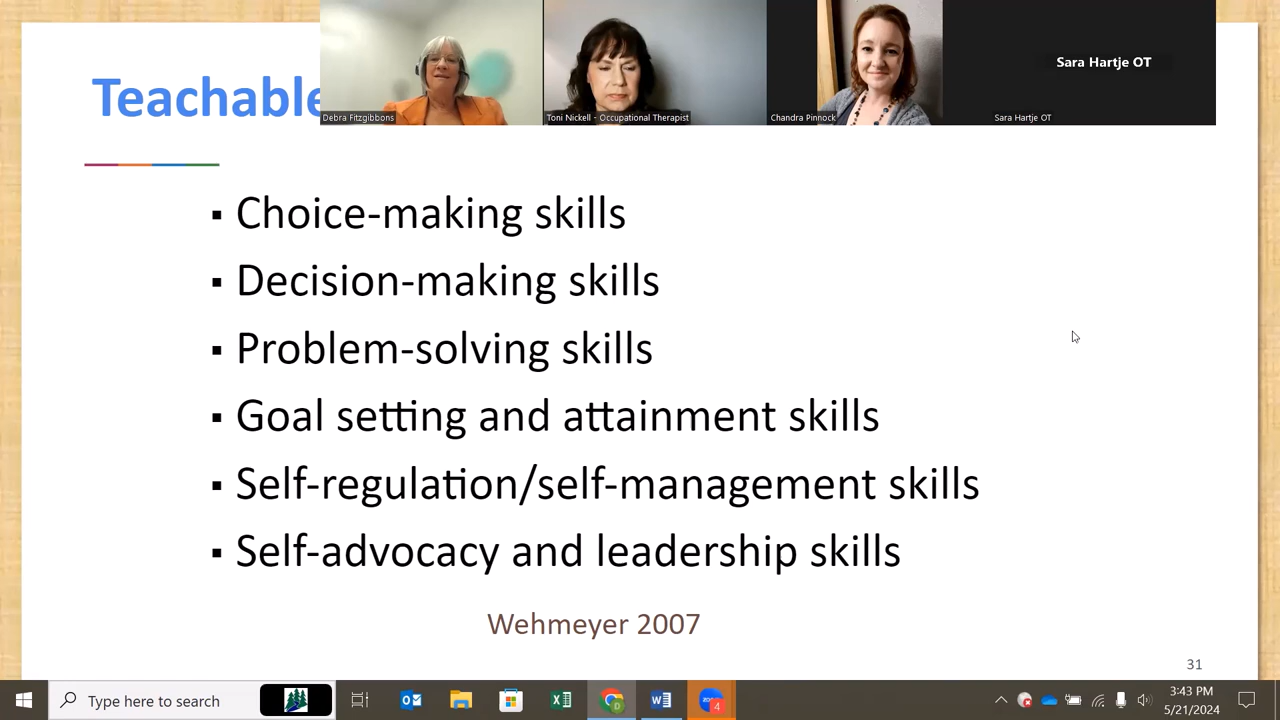 Teachable
Sara Hartje OT
Debra Fitzgibbons
Toni Nickell - Occupational Therapist
Chandra Pinnock
Sara Hartje OT
▪ Choice-making skills
▪ Decision-making skills
▪ Problem-solving skills
▪ Goal setting and attainment skills
▪ Self-regulation/self-management skills
▪ Self-advocacy and leadership skills
Wehmeyer 2007
31
Type here to search
4
3:43 PM
5/21/2024